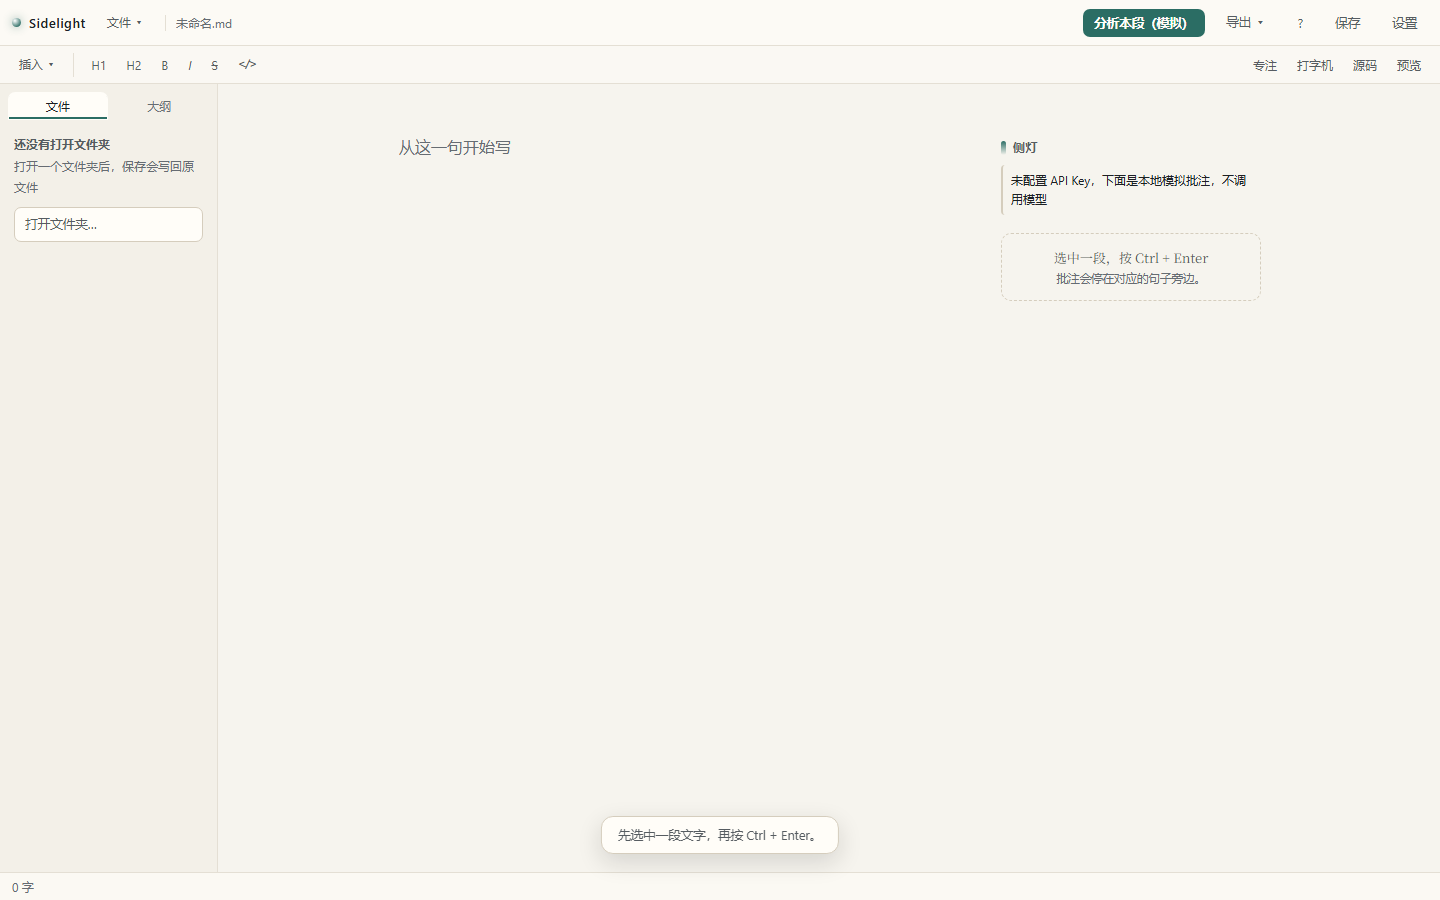 Sidelight 文件 ▾ 未命名.md 分析本段（模拟） 导出 ▾ ? 保存 设置
插入 ▾ H1 H2 B I S </> 专注 打字机 源码 预览
文件 大纲
还没有打开文件夹
打开一个文件夹后，保存会写回原
文件
打开文件夹...
从这一句开始写
侧灯
未配置 API Key，下面是本地模拟批注，不调
用模型
选中一段，按 Ctrl + Enter
批注会停在对应的句子旁边。
先选中一段文字，再按 Ctrl + Enter。
0 字